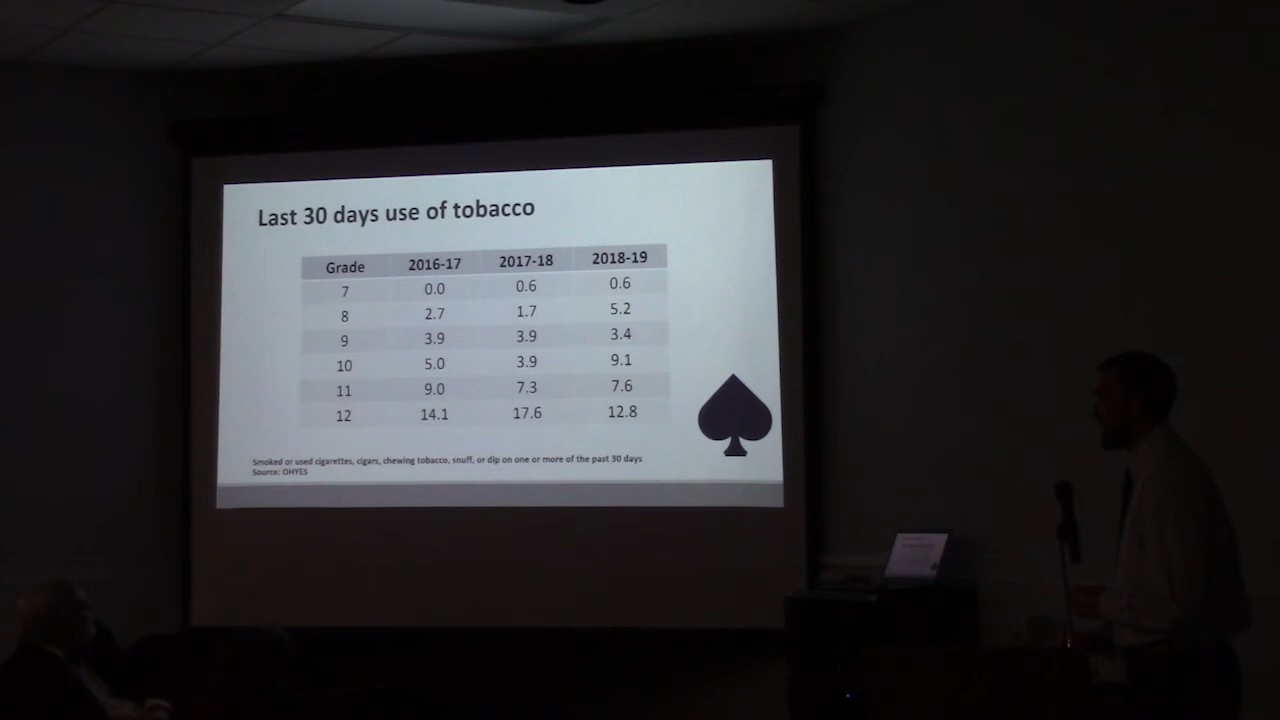 Last 30 days use of tobacco
Grade 2016-17 2017-18 2018-19
7 0.0 0.6 0.6
8 2.7 1.7 5.2
9 3.9 3.9 3.4
10 5.0 3.9 9.1
11 9.0 7.3 7.6
12 14.1 17.6 12.8
Smoked or used cigarettes, cigars, chewing tobacco, snuff, or dip on one or more of the past 30 days
Source: OHYES